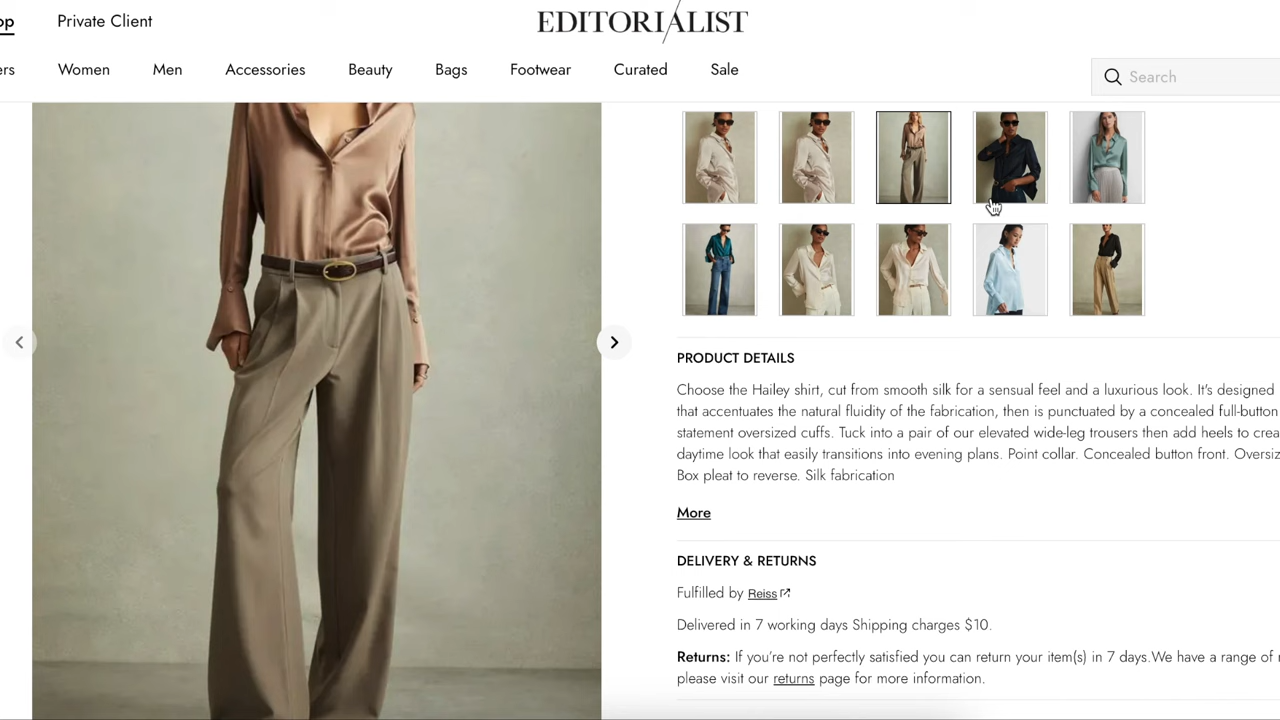 op
Private Client
EDITORIALIST
ers
Women
Men
Accessories
Beauty
Bags
Footwear
Curated
Sale
Search
PRODUCT DETAILS
Choose the Hailey shirt, cut from smooth silk for a sensual feel and a luxurious look. It's designed
that accentuates the natural fluidity of the fabrication, then is punctuated by a concealed full-button
statement oversized cuffs. Tuck into a pair of our elevated wide-leg trousers then add heels to crea
daytime look that easily transitions into evening plans. Point collar. Concealed button front. Oversiz
Box pleat to reverse. Silk fabrication
More
DELIVERY & RETURNS
Fulfilled by Reiss
Delivered in 7 working days Shipping charges $10.
Returns: If you're not perfectly satisfied you can return your item(s) in 7 days.We have a range of r
please visit our returns page for more information.